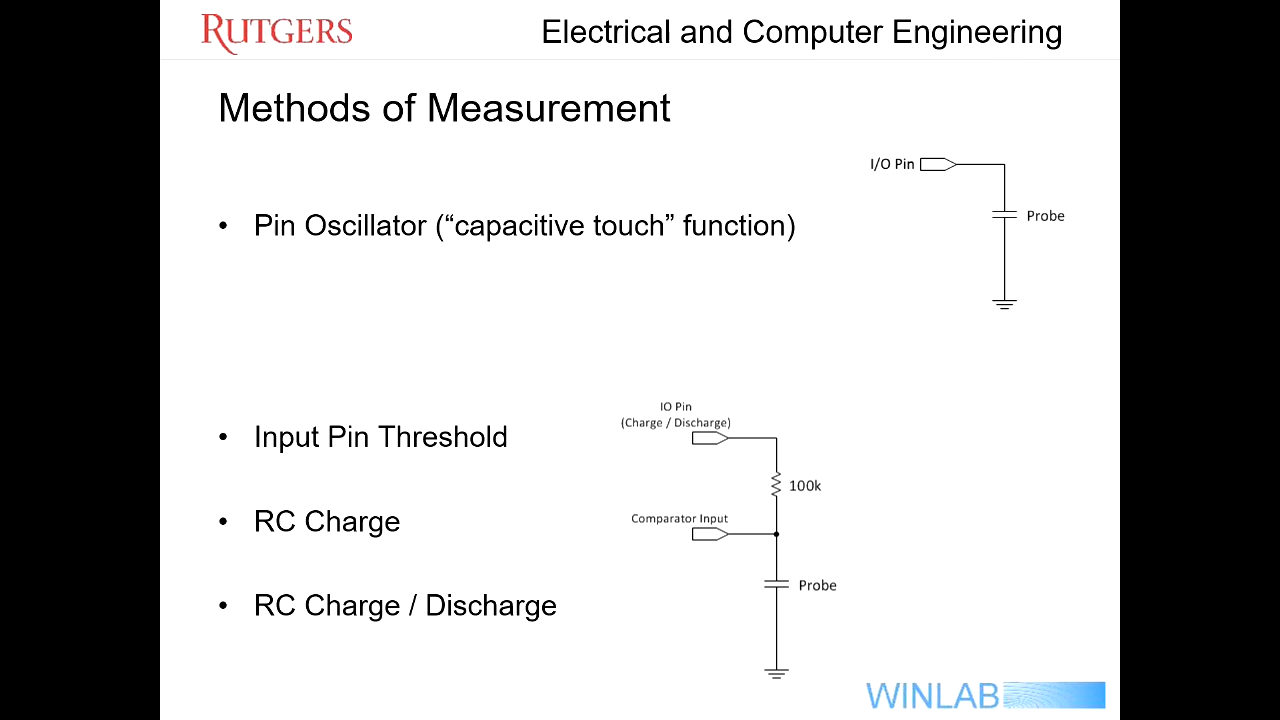 RUTGERS
Electrical and Computer Engineering
Methods of Measurement
I/O Pin
Probe
• Pin Oscillator (“capacitive touch” function)
IO Pin
(Charge / Discharge)
• Input Pin Threshold
100k
Comparator Input
• RC Charge
Probe
• RC Charge / Discharge
WINLAB